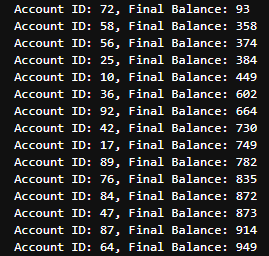 Account ID: 72, Final Balance: 93
Account ID: 58, Final Balance: 358
Account ID: 56, Final Balance: 374
Account ID: 25, Final Balance: 384
Account ID: 10, Final Balance: 449
Account ID: 36, Final Balance: 602
Account ID: 92, Final Balance: 664
Account ID: 42, Final Balance: 730
Account ID: 17, Final Balance: 749
Account ID: 89, Final Balance: 782
Account ID: 76, Final Balance: 835
Account ID: 84, Final Balance: 872
Account ID: 47, Final Balance: 873
Account ID: 87, Final Balance: 914
Account ID: 64, Final Balance: 949